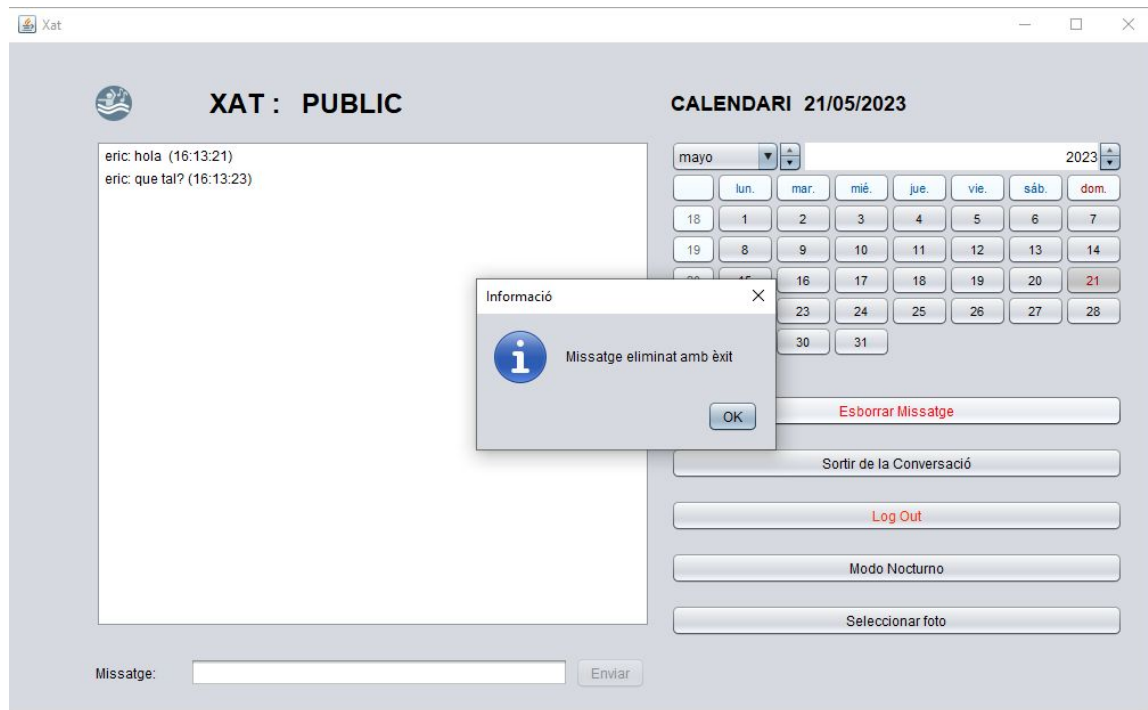 Xat
XAT : PUBLIC
eric: hola (16:13:21)
eric: que tal? (16:13:23)
Missatge:
Enviar
CALENDARI 21/05/2023
mayo 2023
lun. mar. mié. jue. vie. sáb. dom.
18 1 2 3 4 5 6 7
19 8 9 10 11 12 13 14
16 17 18 19 20 21
23 24 25 26 27 28
30 31
Informació
Missatge eliminat amb èxit
OK
Esborrar Missatge
Sortir de la Conversació
Log Out
Modo Nocturno
Seleccionar foto